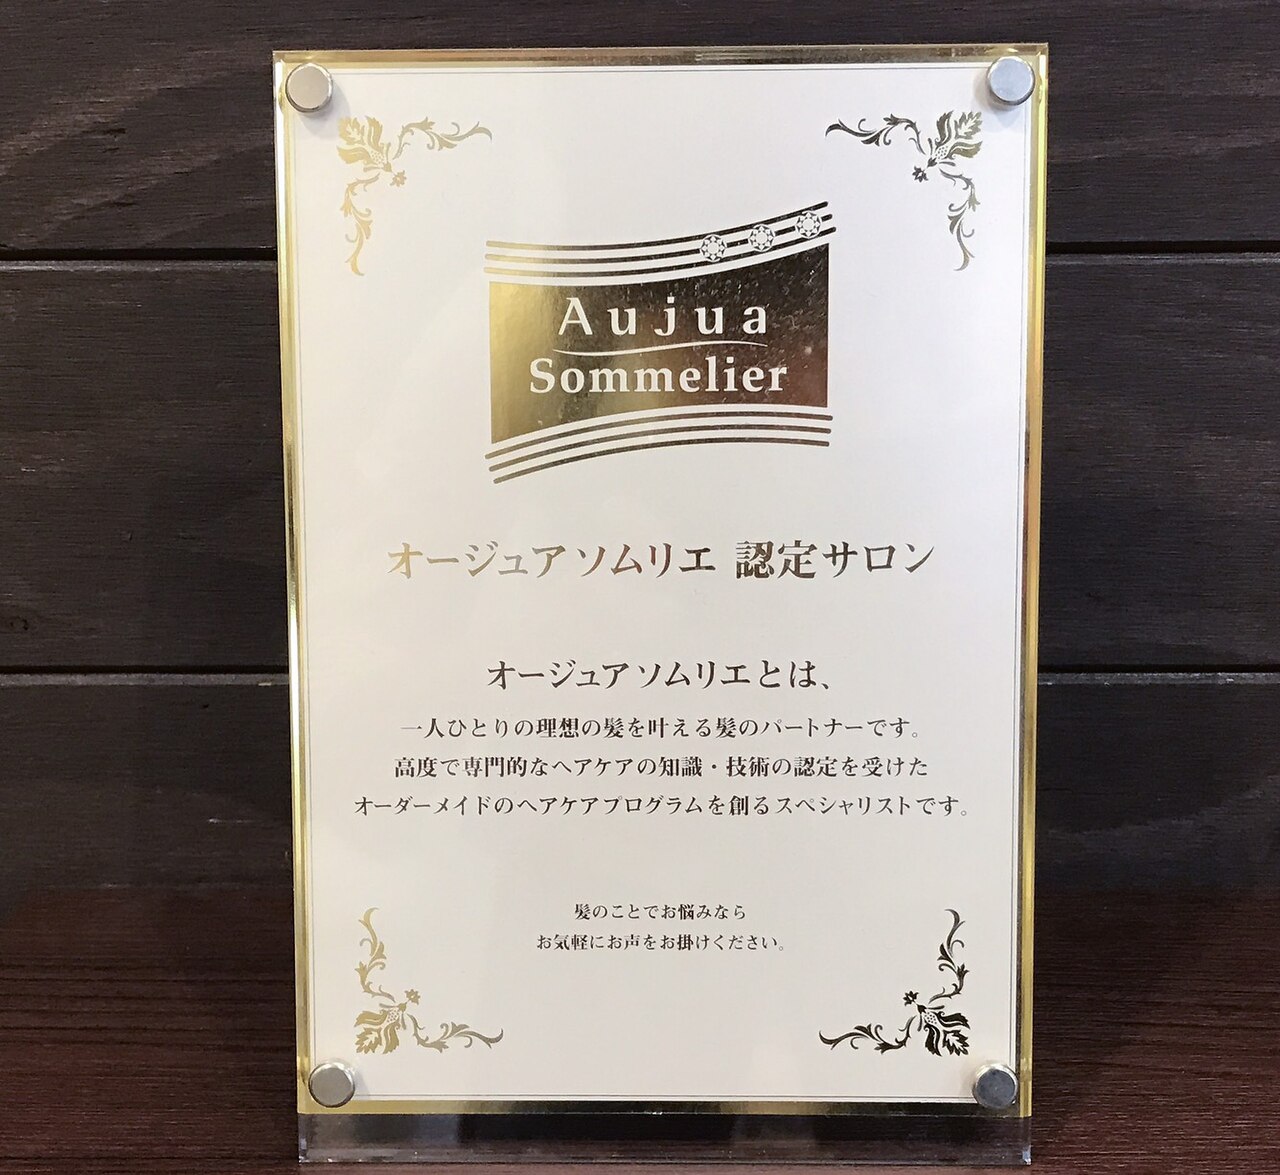 Aujua
Sommelier
オージュア ソムリエ 認定サロン
オージュア ソムリエとは、
一人ひとりの理想の髪を叶える髪のパートナーです。
高度で専門的なヘアケアの知識・技術の認定を受けた
オーダーメイドのヘアケアプログラムを創るスペシャリストです。
髪のことでお悩みなら
お気軽にお声をお掛けください。